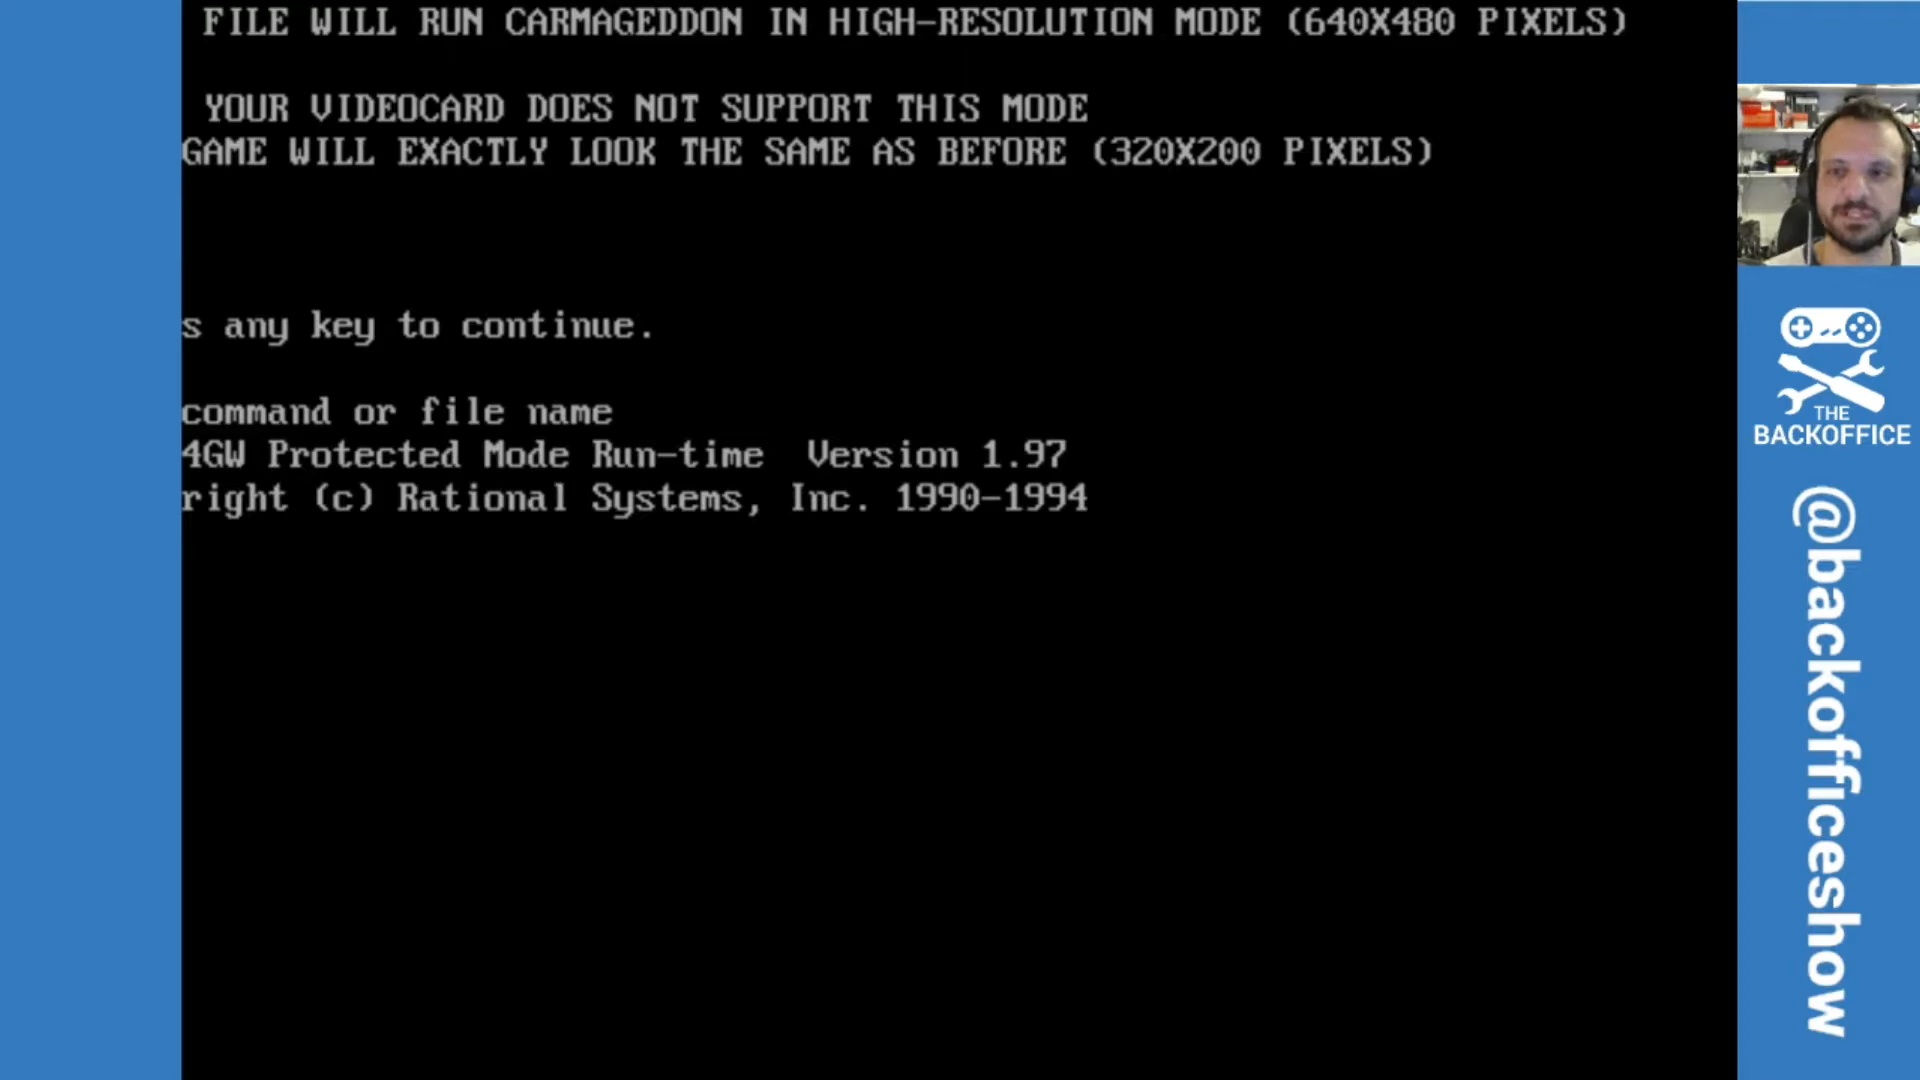 FILE WILL RUN CARMAGEDDON IN HIGH-RESOLUTION MODE (640X480 PIXELS)
YOUR VIDEOCARD DOES NOT SUPPORT THIS MODE
GAME WILL EXACTLY LOOK THE SAME AS BEFORE (320X200 PIXELS)
s any key to continue.
command or file name
4GW Protected Mode Run-time  Version 1.97
right (c) Rational Systems, Inc. 1990-1994
THE
BACKOFFICE
@backofficeshow